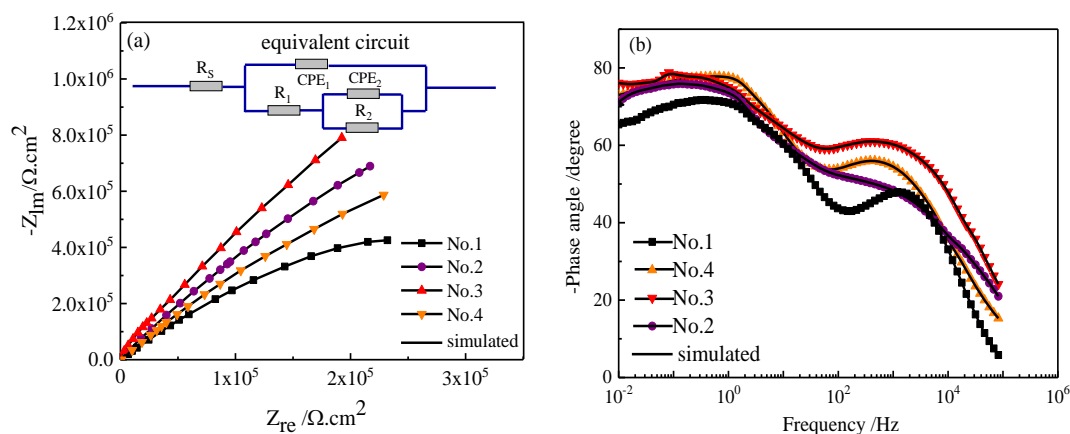 (a)
equivalent circuit
R_S
CPE_1
CPE_2
R_1
R_2
-Z_Im/Ω.cm^2
1.2x10^6
1.0x10^6
8.0x10^5
6.0x10^5
4.0x10^5
2.0x10^5
0.0
0
1x10^5
2x10^5
3x10^5
Z_re /Ω.cm^2
No.1
No.2
No.3
No.4
simulated
(b)
-Phase angle /degree
80
60
40
20
0
10^-2
10^0
10^2
10^4
10^6
Frequency /Hz
No.1
No.4
No.3
No.2
simulated